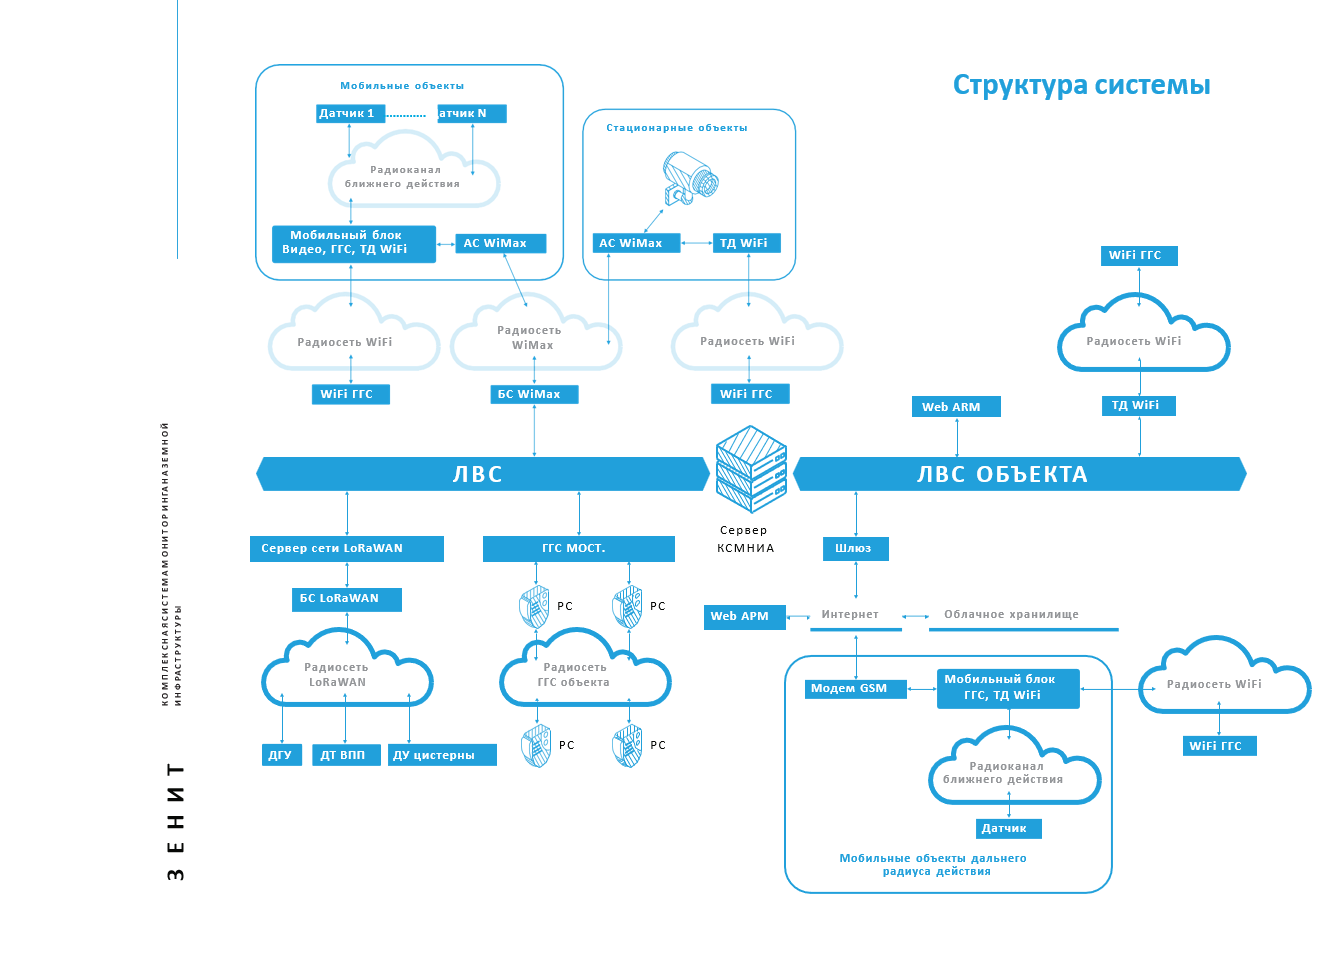 Структура системы
Мобильные объекты
Датчик 1 ............ атчик N
Радиоканал
ближнего действия
Мобильный блок
Видео, ГГС, ТД WiFi
АС WiMax
Стационарные объекты
АС WiMax
ТД WiFi
WiFi ГГС
Радиосеть WiFi
Радиосеть
WiMax
Радиосеть WiFi
Радиосеть WiFi
WiFi ГГС
БС WiMax
WiFi ГГС
Web ARM
ТД WiFi
ЛВС
ЛВС ОБЪЕКТА
Сервер
КСМНИА
Сервер сети LoRaWAN
ГГС МОСТ.
Шлюз
БС LoRaWAN
РС
РС
Web АРМ
Интернет
Облачное хранилище
Радиосеть
LoRaWAN
Радиосеть
ГГС объекта
Модем GSM
Мобильный блок
ГГС, ТД WiFi
Радиосеть WiFi
ДГУ
ДТ ВПП
ДУ цистерны
РС
РС
WiFi ГГС
Радиоканал
ближнего действия
Датчик
Мобильные объекты дальнего
радиуса действия
КОМПЛЕКСНАЯСИСТЕМАМОНИТОРИНГАНАЗЕМНОЙ
ИНФРАСТРУКТУРЫ
ЗЕНИТ